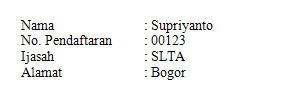 Nama : Supriyanto
No. Pendaftaran : 00123
Ijasah : SLTA
Alamat : Bogor